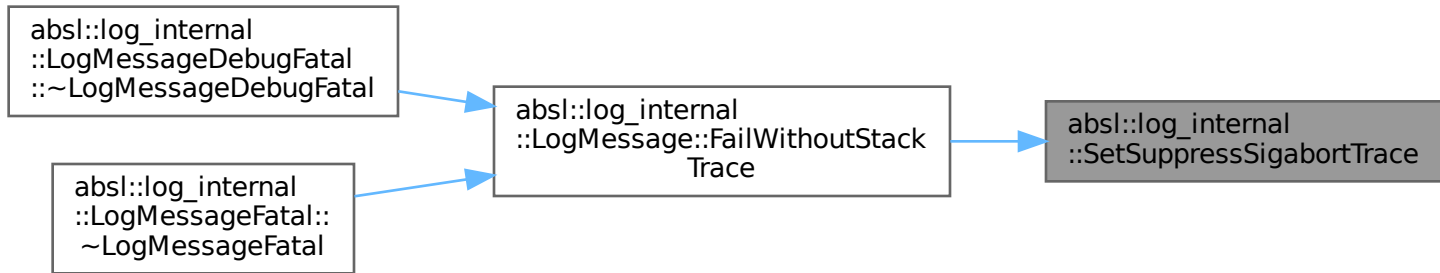 absl::log_internal
::LogMessageDebugFatal
::~LogMessageDebugFatal
absl::log_internal
::LogMessageFatal::
~LogMessageFatal
absl::log_internal
::LogMessage::FailWithoutStack
Trace
absl::log_internal
::SetSuppressSigabortTrace